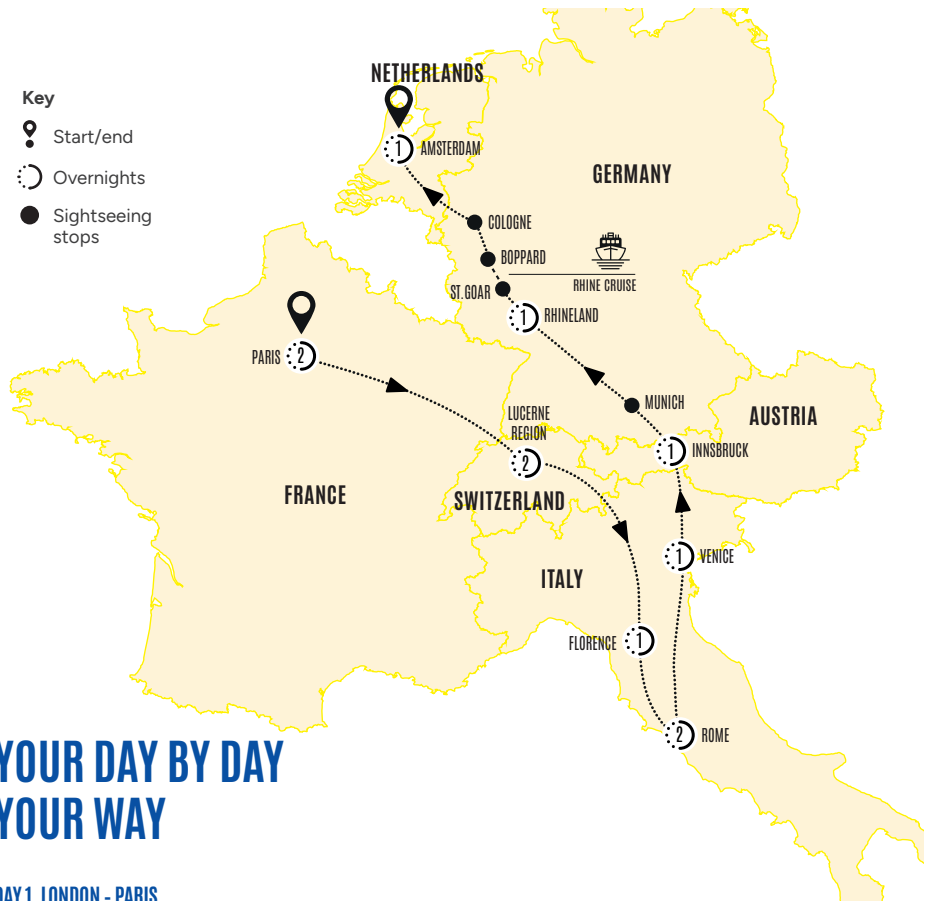 NETHERLANDS
Key
Start/end
Overnights
Sightseeing
stops
1 AMSTERDAM
GERMANY
COLOGNE
BOPPARD
RHINE CRUISE
ST.GOAR
1 RHINELAND
PARIS 2
MUNICH
AUSTRIA
LUCERNE
REGION
2
1 INNSBRUCK
FRANCE
SWITZERLAND
1 VENICE
ITALY
FLORENCE 1
2 ROME
YOUR DAY BY DAY
YOUR WAY
DAY 1 LONDON - PARIS